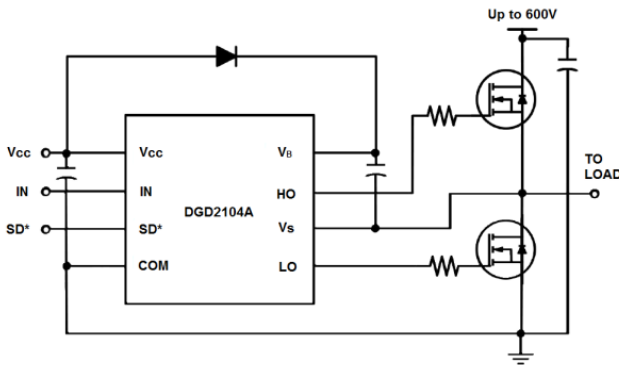 Up to 600V
Vcc
Vcc
VB
TO
LOAD
IN
IN
HO
DGD2104A
SD*
SD*
Vs
COM
LO